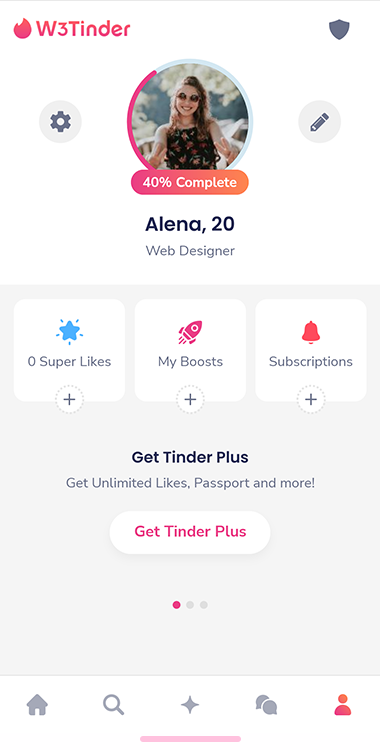 W3Tinder
40% Complete
Alena, 20
Web Designer
0 Super Likes
My Boosts
Subscriptions
Get Tinder Plus
Get Unlimited Likes, Passport and more!
Get Tinder Plus